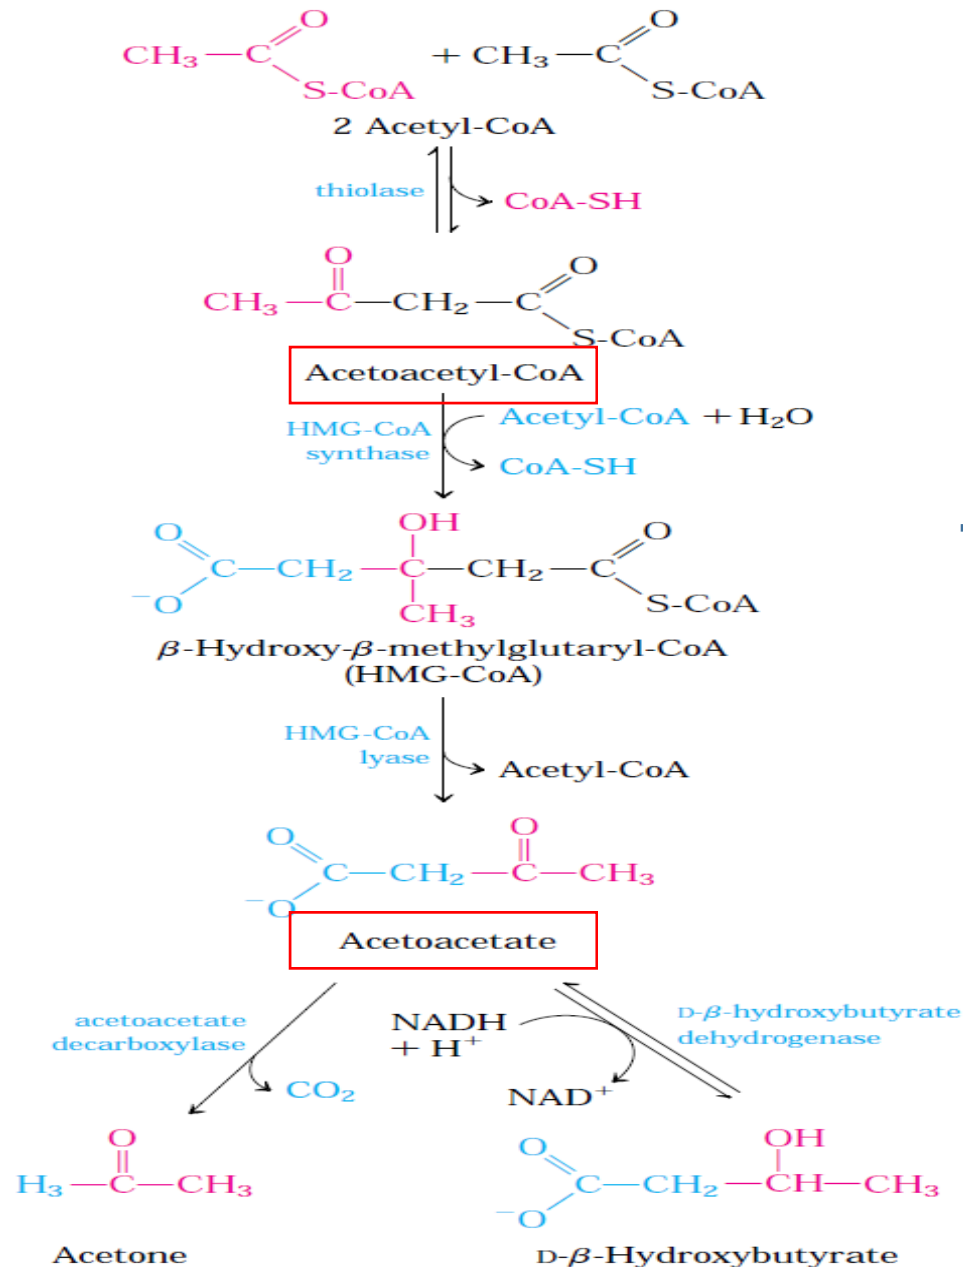 CH₃—C=O S-CoA + CH₃—C=O S-CoA
2 Acetyl-CoA
thiolase
CoA-SH
O
CH₃—C—CH₂—C=O S-CoA
Acetoacetyl-CoA
Acetyl-CoA + H₂O
HMG-CoA
synthase
CoA-SH
OH
O C—CH₂—C—CH₂—C O
⁻O CH₃ S-CoA
β-Hydroxy-β-methylglutaryl-CoA
(HMG-CoA)
HMG-CoA
lyase
Acetyl-CoA
O
O C—CH₂—C—CH₃
⁻O
Acetoacetate
acetoacetate
decarboxylase
CO₂
NADH
+ H⁺
NAD⁺
D-β-hydroxybutyrate
dehydrogenase
O
H₃—C—CH₃
Acetone
O OH
C—CH₂—CH—CH₃
⁻O
D-β-Hydroxybutyrate